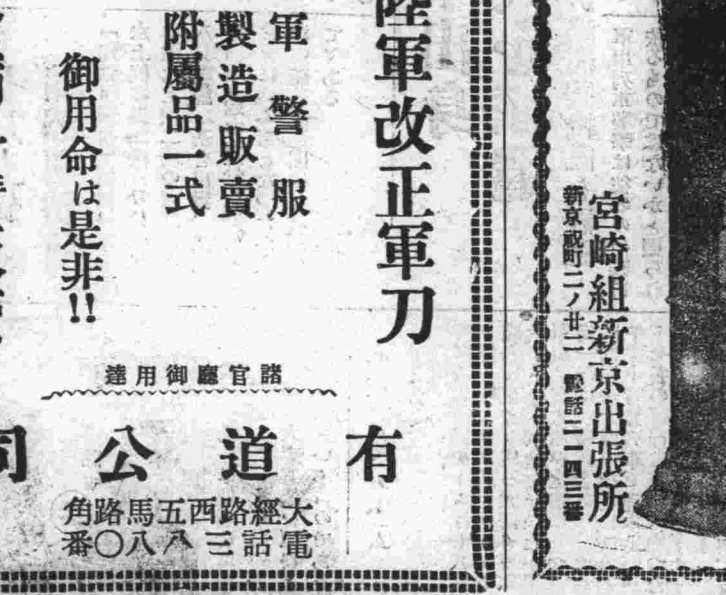 宮崎組新京出張所
新京祝町二ノ廿二 電話二一四三番
陸軍改正軍刀
軍警服
製造販賣
附屬品一式
御用命は是非!!
諸官廳御用達
有道公司
大經路西五馬路角
電話三八八〇番